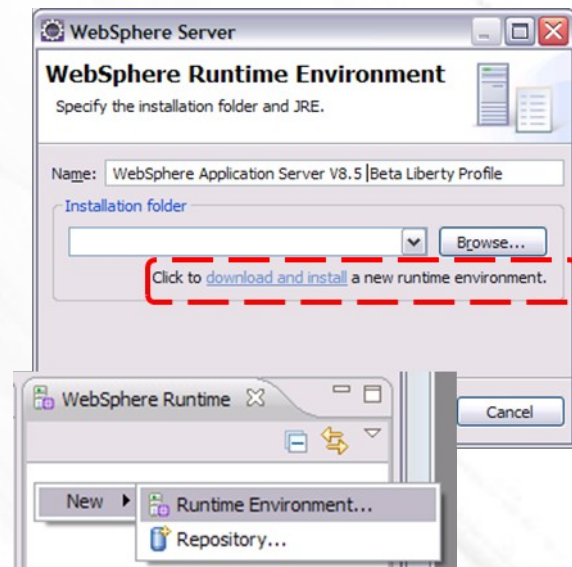 WebSphere Server
WebSphere Runtime Environment
Specify the installation folder and JRE.
Name: WebSphere Application Server V8.5 Beta Liberty Profile
Installation folder
Browse...
Click to download and install a new runtime environment.
Cancel
WebSphere Runtime
New
Runtime Environment...
Repository...